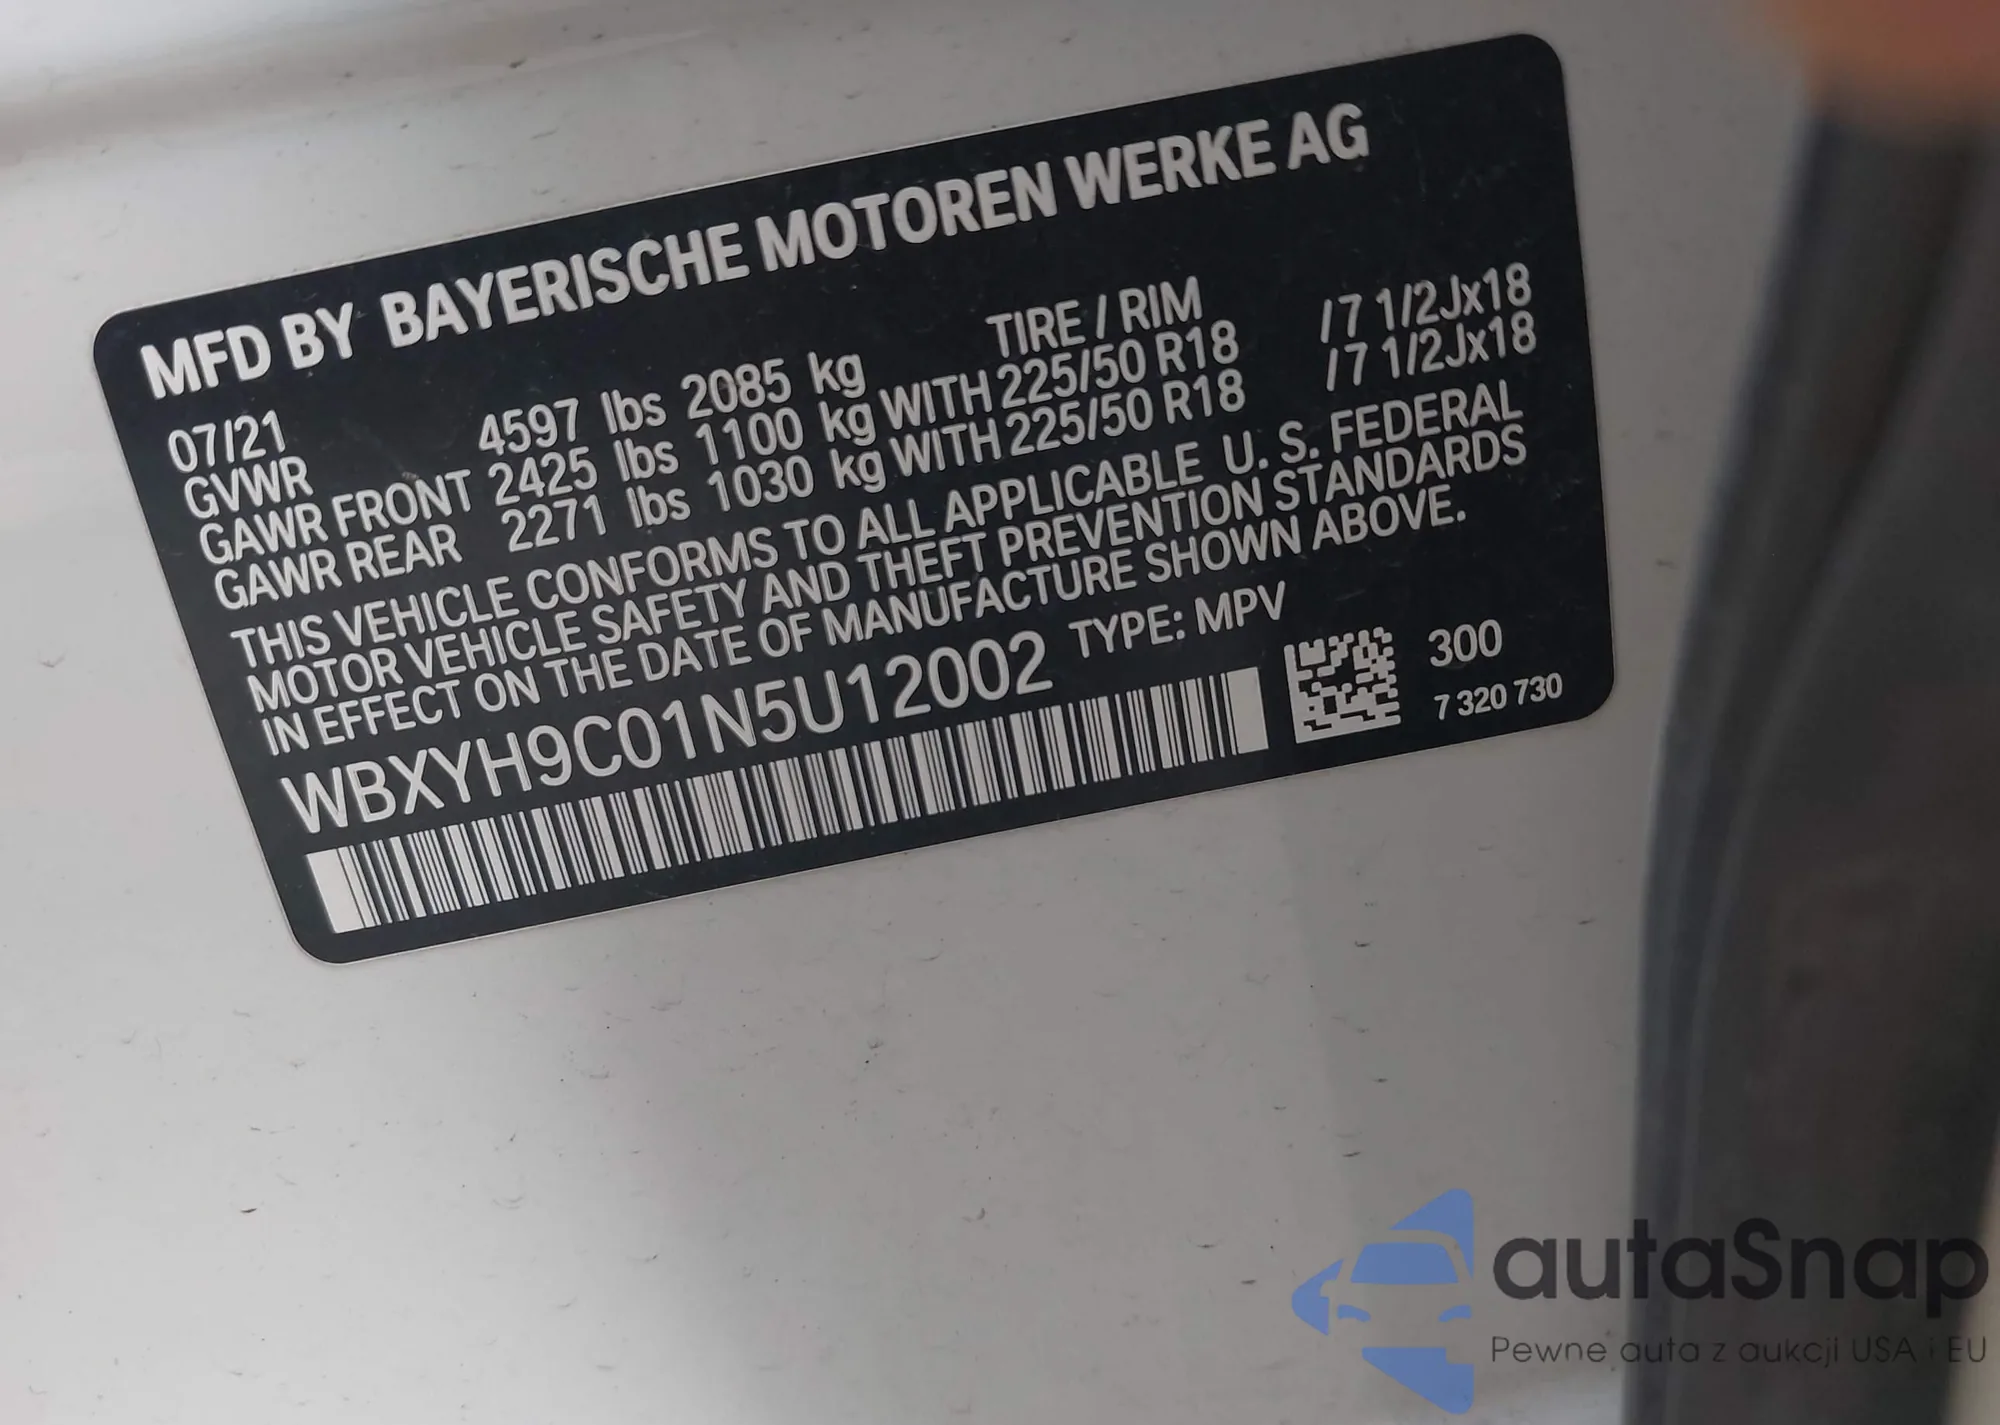 MFD BY BAYERISCHE MOTOREN WERKE AG
07/21 TIRE / RIM
GVWR 4597 lbs 2085 kg
GAWR FRONT 2425 lbs 1100 kg WITH 225/50 R18 /7 1/2Jx18
GAWR REAR 2271 lbs 1030 kg WITH 225/50 R18 /7 1/2Jx18
THIS VEHICLE CONFORMS TO ALL APPLICABLE U. S. FEDERAL
MOTOR VEHICLE SAFETY AND THEFT PREVENTION STANDARDS
IN EFFECT ON THE DATE OF MANUFACTURE SHOWN ABOVE.
WBXYH9C01N5U12002 TYPE: MPV
300
7 320 730
autaSnap
Pewne auta z aukcji USA i EU